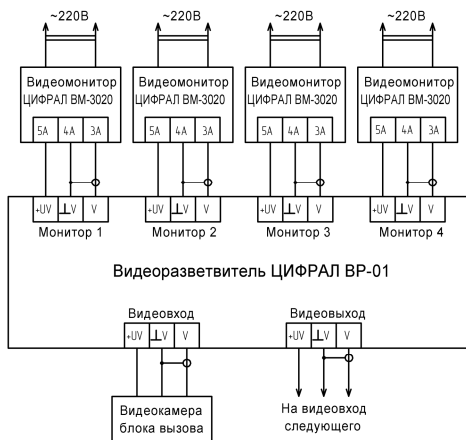 ~220В ~220В ~220В ~220В
Видеомонитор Видеомонитор Видеомонитор Видеомонитор
ЦИФРАЛ ВМ-3020 ЦИФРАЛ ВМ-3020 ЦИФРАЛ ВМ-3020 ЦИФРАЛ ВМ-3020
5А 4А 3А 5А 4А 3А 5А 4А 3А 5А 4А 3А
+UV ⊥V V +UV ⊥V V +UV ⊥V V +UV ⊥V V
Монитор 1 Монитор 2 Монитор 3 Монитор 4
Видеоразветвитель ЦИФРАЛ ВР-01
Видеовход Видеовыход
+UV ⊥V V +UV ⊥V V
Видеокамера На видеовход
блока вызова следующего